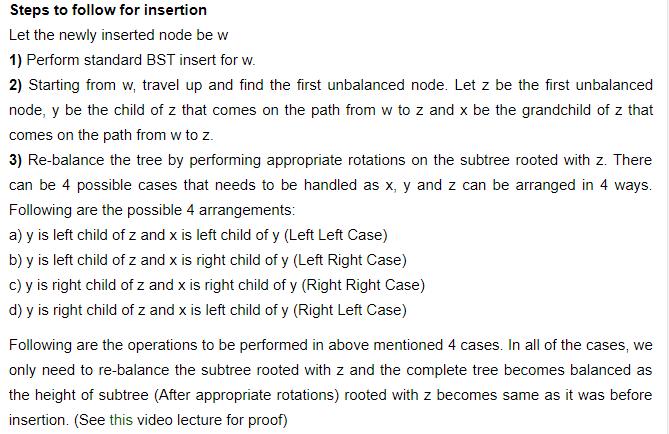 Steps to follow for insertion
Let the newly inserted node be w
1) Perform standard BST insert for w.
2) Starting from w, travel up and find the first unbalanced node. Let z be the first unbalanced
node, y be the child of z that comes on the path from w to z and x be the grandchild of z that
comes on the path from w to z.
3) Re-balance the tree by performing appropriate rotations on the subtree rooted with z. There
can be 4 possible cases that needs to be handled as x, y and z can be arranged in 4 ways.
Following are the possible 4 arrangements:
a) y is left child of z and x is left child of y (Left Left Case)
b) y is left child of z and x is right child of y (Left Right Case)
c) y is right child of z and x is right child of y (Right Right Case)
d) y is right child of z and x is left child of y (Right Left Case)
Following are the operations to be performed in above mentioned 4 cases. In all of the cases, we
only need to re-balance the subtree rooted with z and the complete tree becomes balanced as
the height of subtree (After appropriate rotations) rooted with z becomes same as it was before
insertion. (See this video lecture for proof)